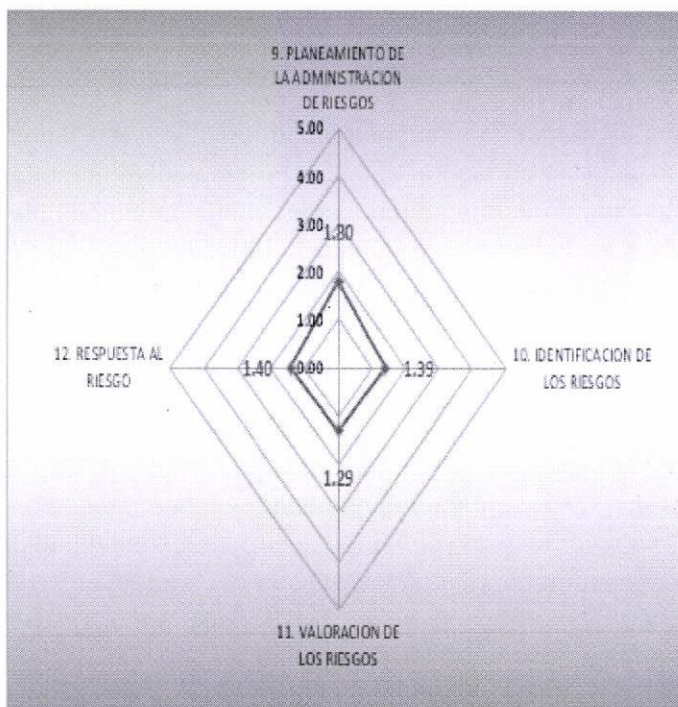 9. PLANEAMIENTO DE
LA ADMINISTRACION
DE RIESGOS
5.00
4.00
3.00
1.80
2.00
1.00
12. RESPUESTA AL
RIESGO
1.40
0.00
1.39
10. IDENTIFICACION DE
LOS RIESGOS
1.29
11. VALORACION DE
LOS RIESGOS